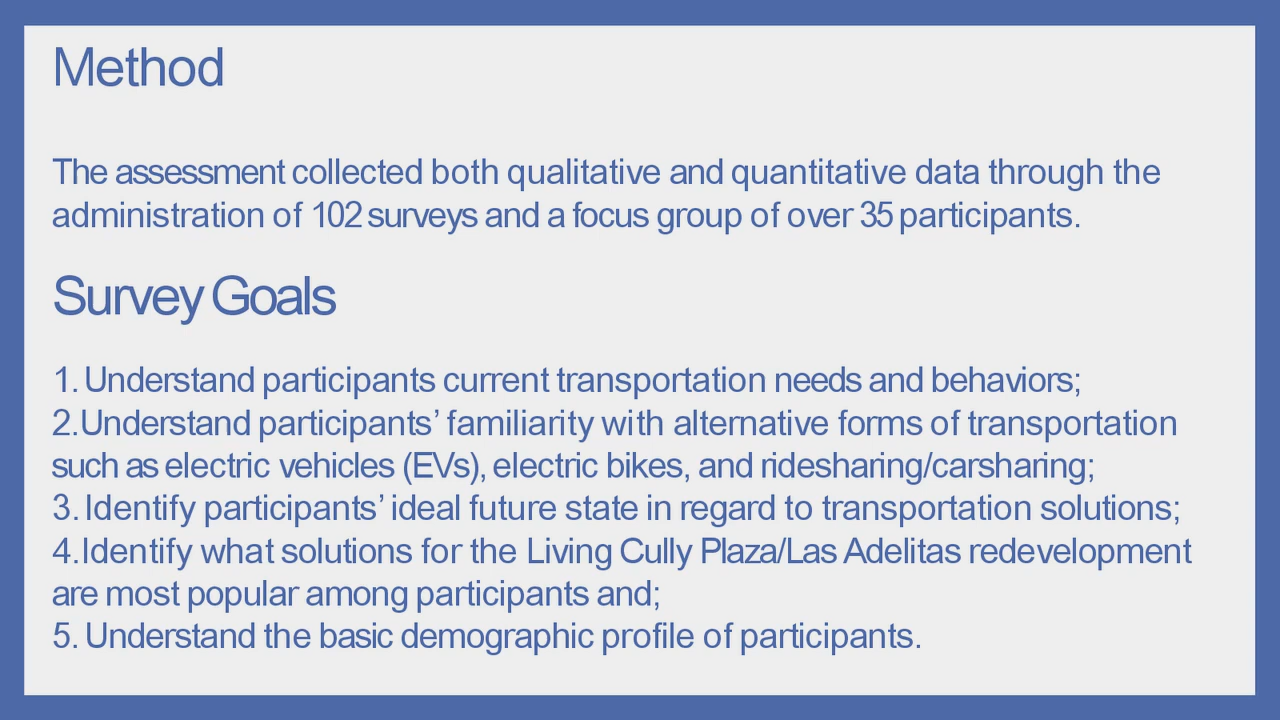 Method
The assessment collected both qualitative and quantitative data through the
administration of 102 surveys and a focus group of over 35 participants.
Survey Goals
1. Understand participants current transportation needs and behaviors;
2.Understand participants’ familiarity with alternative forms of transportation
such as electric vehicles (EVs), electric bikes, and ridesharing/carsharing;
3. Identify participants’ ideal future state in regard to transportation solutions;
4.Identify what solutions for the Living Cully Plaza/Las Adelitas redevelopment
are most popular among participants and;
5. Understand the basic demographic profile of participants.